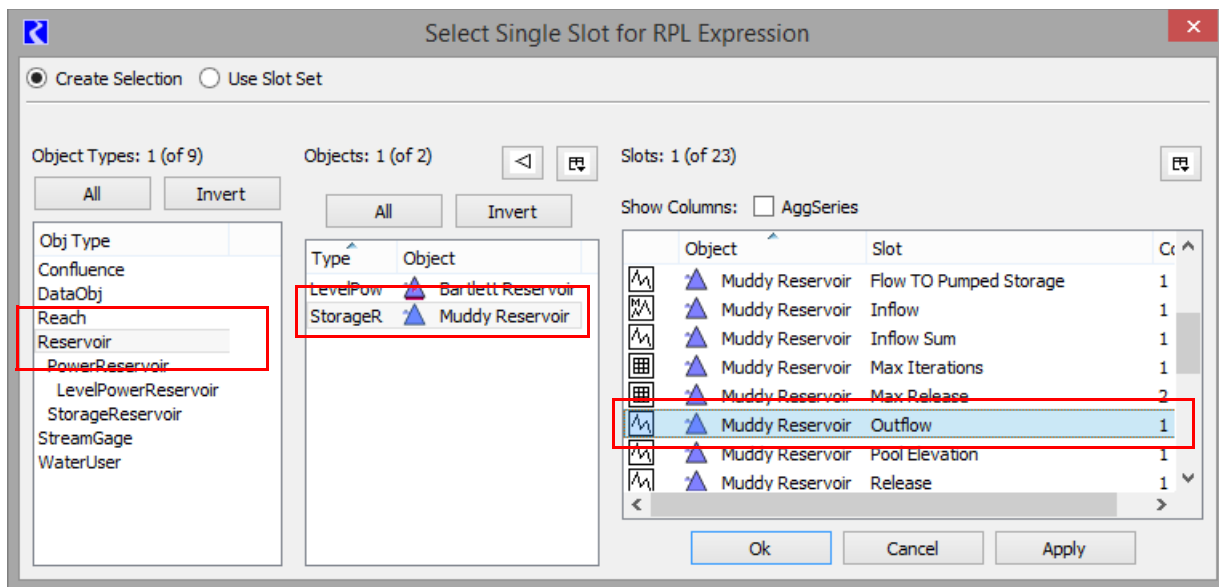 Select Single Slot for RPL Expression
Create Selection Use Slot Set
Object Types: 1 (of 9)
All Invert
Obj Type
Confluence
DataObj
Reach
Reservoir
PowerReservoir
LevelPowerReservoir
StorageReservoir
StreamGage
WaterUser
Objects: 1 (of 2)
All Invert
Type Object
LevelPow Bartlett Reservoir
StorageR Muddy Reservoir
Slots: 1 (of 23)
Show Columns: AggSeries
Object Slot
Muddy Reservoir Flow TO Pumped Storage 1
Muddy Reservoir Inflow 1
Muddy Reservoir Inflow Sum 1
Muddy Reservoir Max Iterations 1
Muddy Reservoir Max Release 2
Muddy Reservoir Outflow 1
Muddy Reservoir Pool Elevation 1
Muddy Reservoir Release 1
Ok Cancel Apply